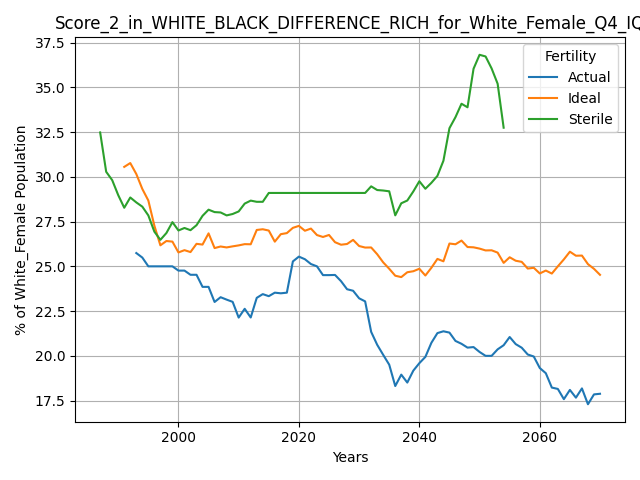 Score_2_in_WHITE_BLACK_DIFFERENCE_RICH_for_White_Female_Q4_IQ
% of White_Female Population
37.5
35.0
32.5
30.0
27.5
25.0
22.5
20.0
17.5
Fertility
Actual
Ideal
Sterile
2000
2020
2040
2060
Years